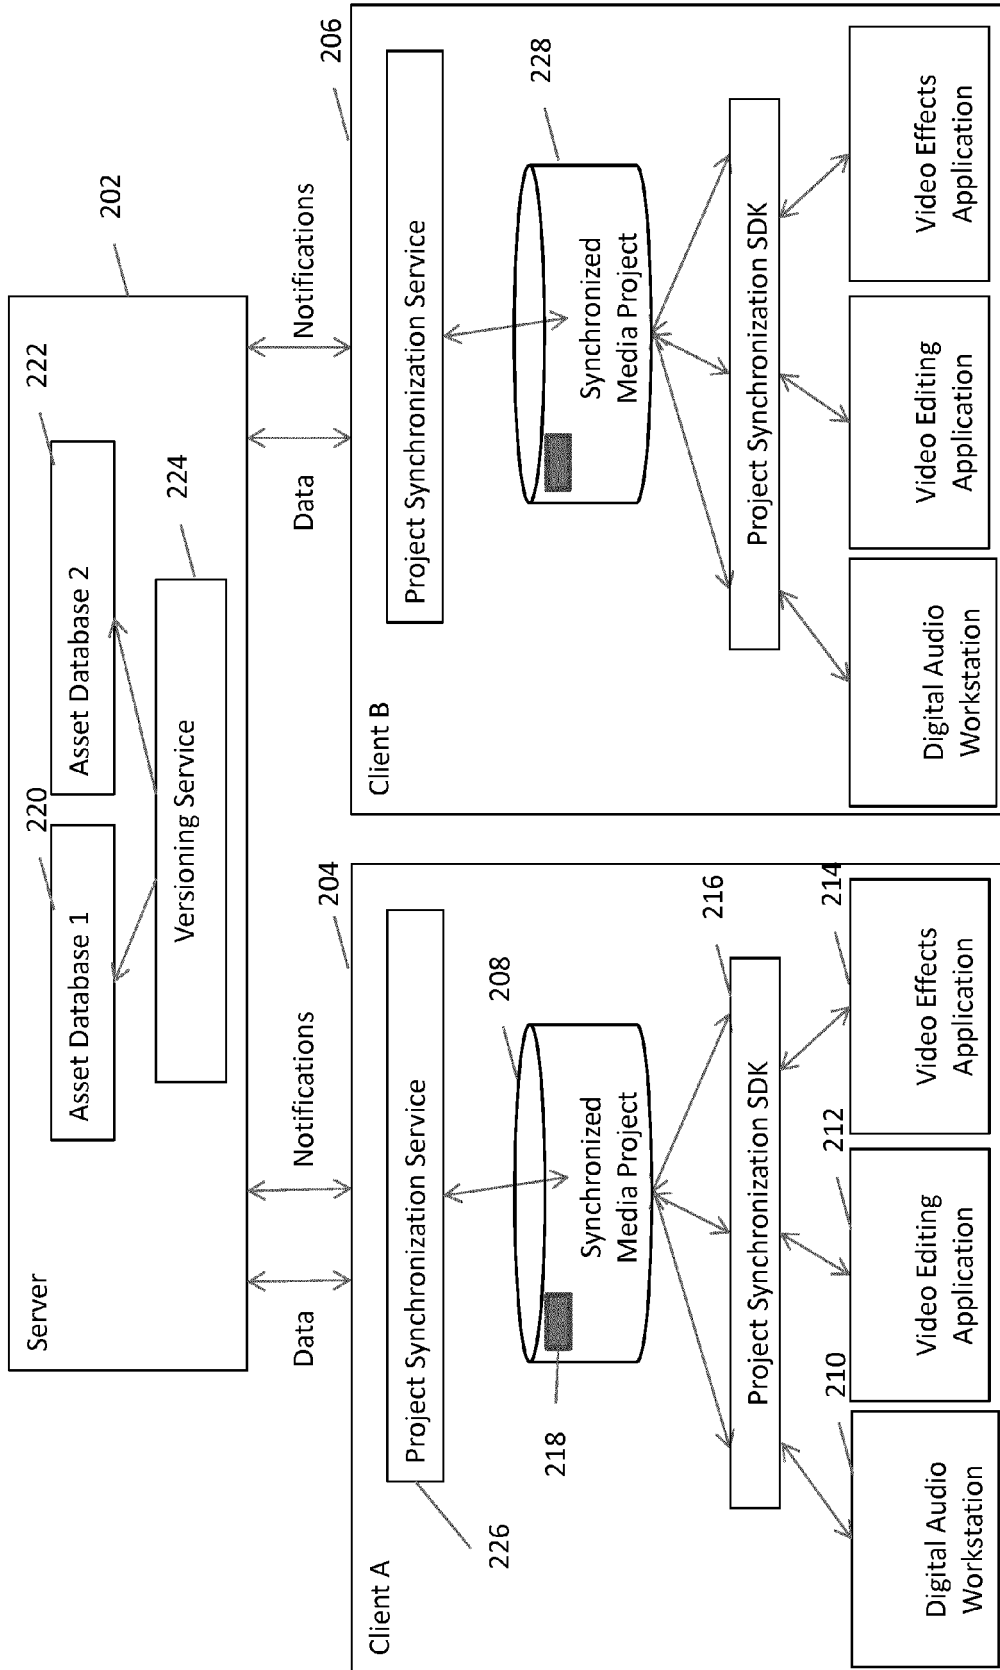 Server
220
222
Asset Database 1
Asset Database 2
202
Versioning Service
224
Data
Notifications
Data
Notifications
204
206
Client A
Client B
Project Synchronization Service
Project Synchronization Service
226
208
228
218
Synchronized
Media Project
Synchronized
Media Project
216
Project Synchronization SDK
Project Synchronization SDK
210
212
214
Digital Audio
Workstation
Video Editing
Application
Video Effects
Application
Digital Audio
Workstation
Video Editing
Application
Video Effects
Application